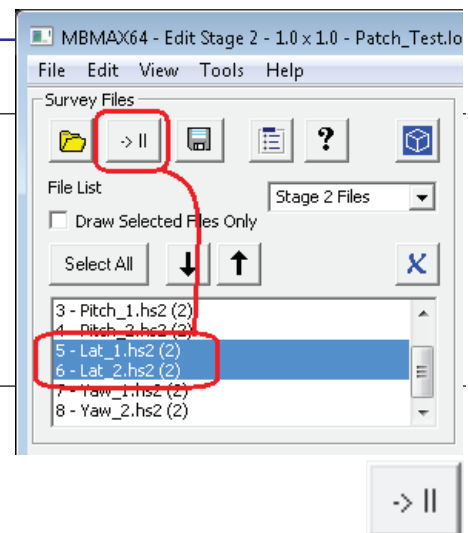 MBMAX64 - Edit Stage 2 - 1.0 x 1.0 - Patch_Test.lo
File Edit View Tools Help
Survey Files
-> II ?
File List
Stage 2 Files
Draw Selected Files Only
Select All
3 - Pitch_1.hs2 (2)
4 - Pitch_2.hs2 (2)
5 - Lat_1.hs2 (2)
6 - Lat_2.hs2 (2)
7 - Yaw_1.hs2 (2)
8 - Yaw_2.hs2 (2)
-> II